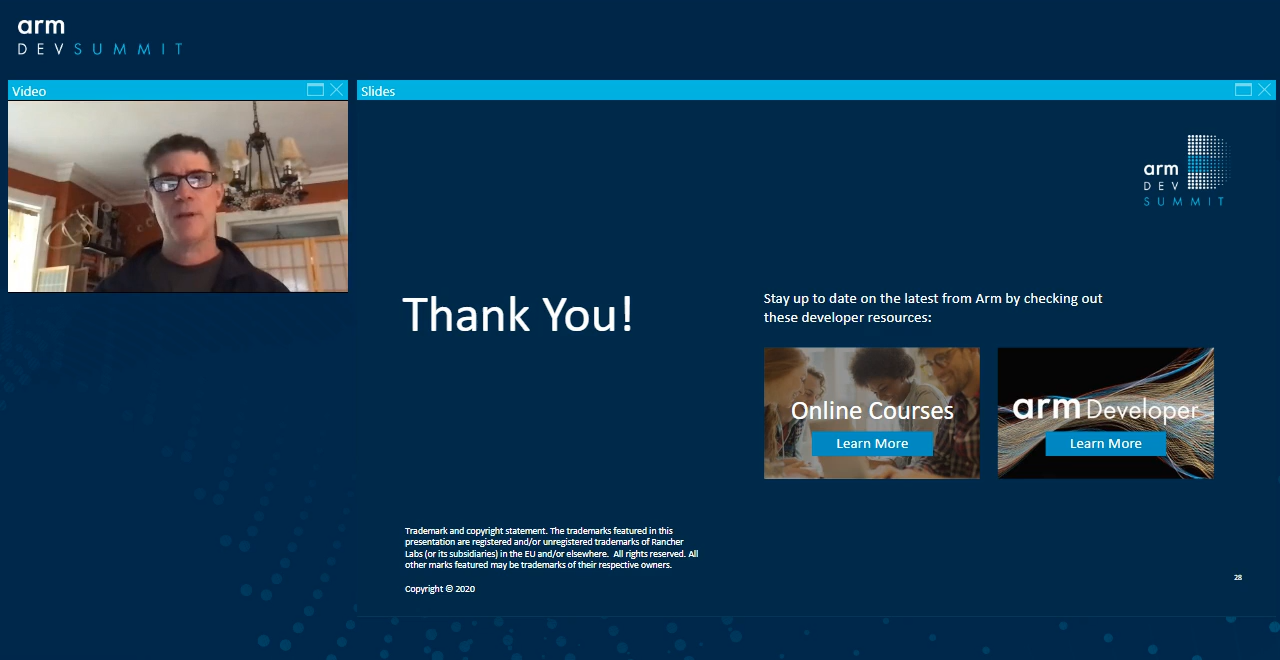 arm
DEVSUMMIT
Video
Slides
arm
DEV
SUMMIT
Thank You!
Stay up to date on the latest from Arm by checking out
these developer resources:
Online Courses
Learn More
arm Developer
Learn More
Trademark and copyright statement. The trademarks featured in this
presentation are registered and/or unregistered trademarks of Rancher
Labs (or its subsidiaries) in the EU and/or elsewhere. All rights reserved. All
other marks featured may be trademarks of their respective owners.
Copyright © 2020
28